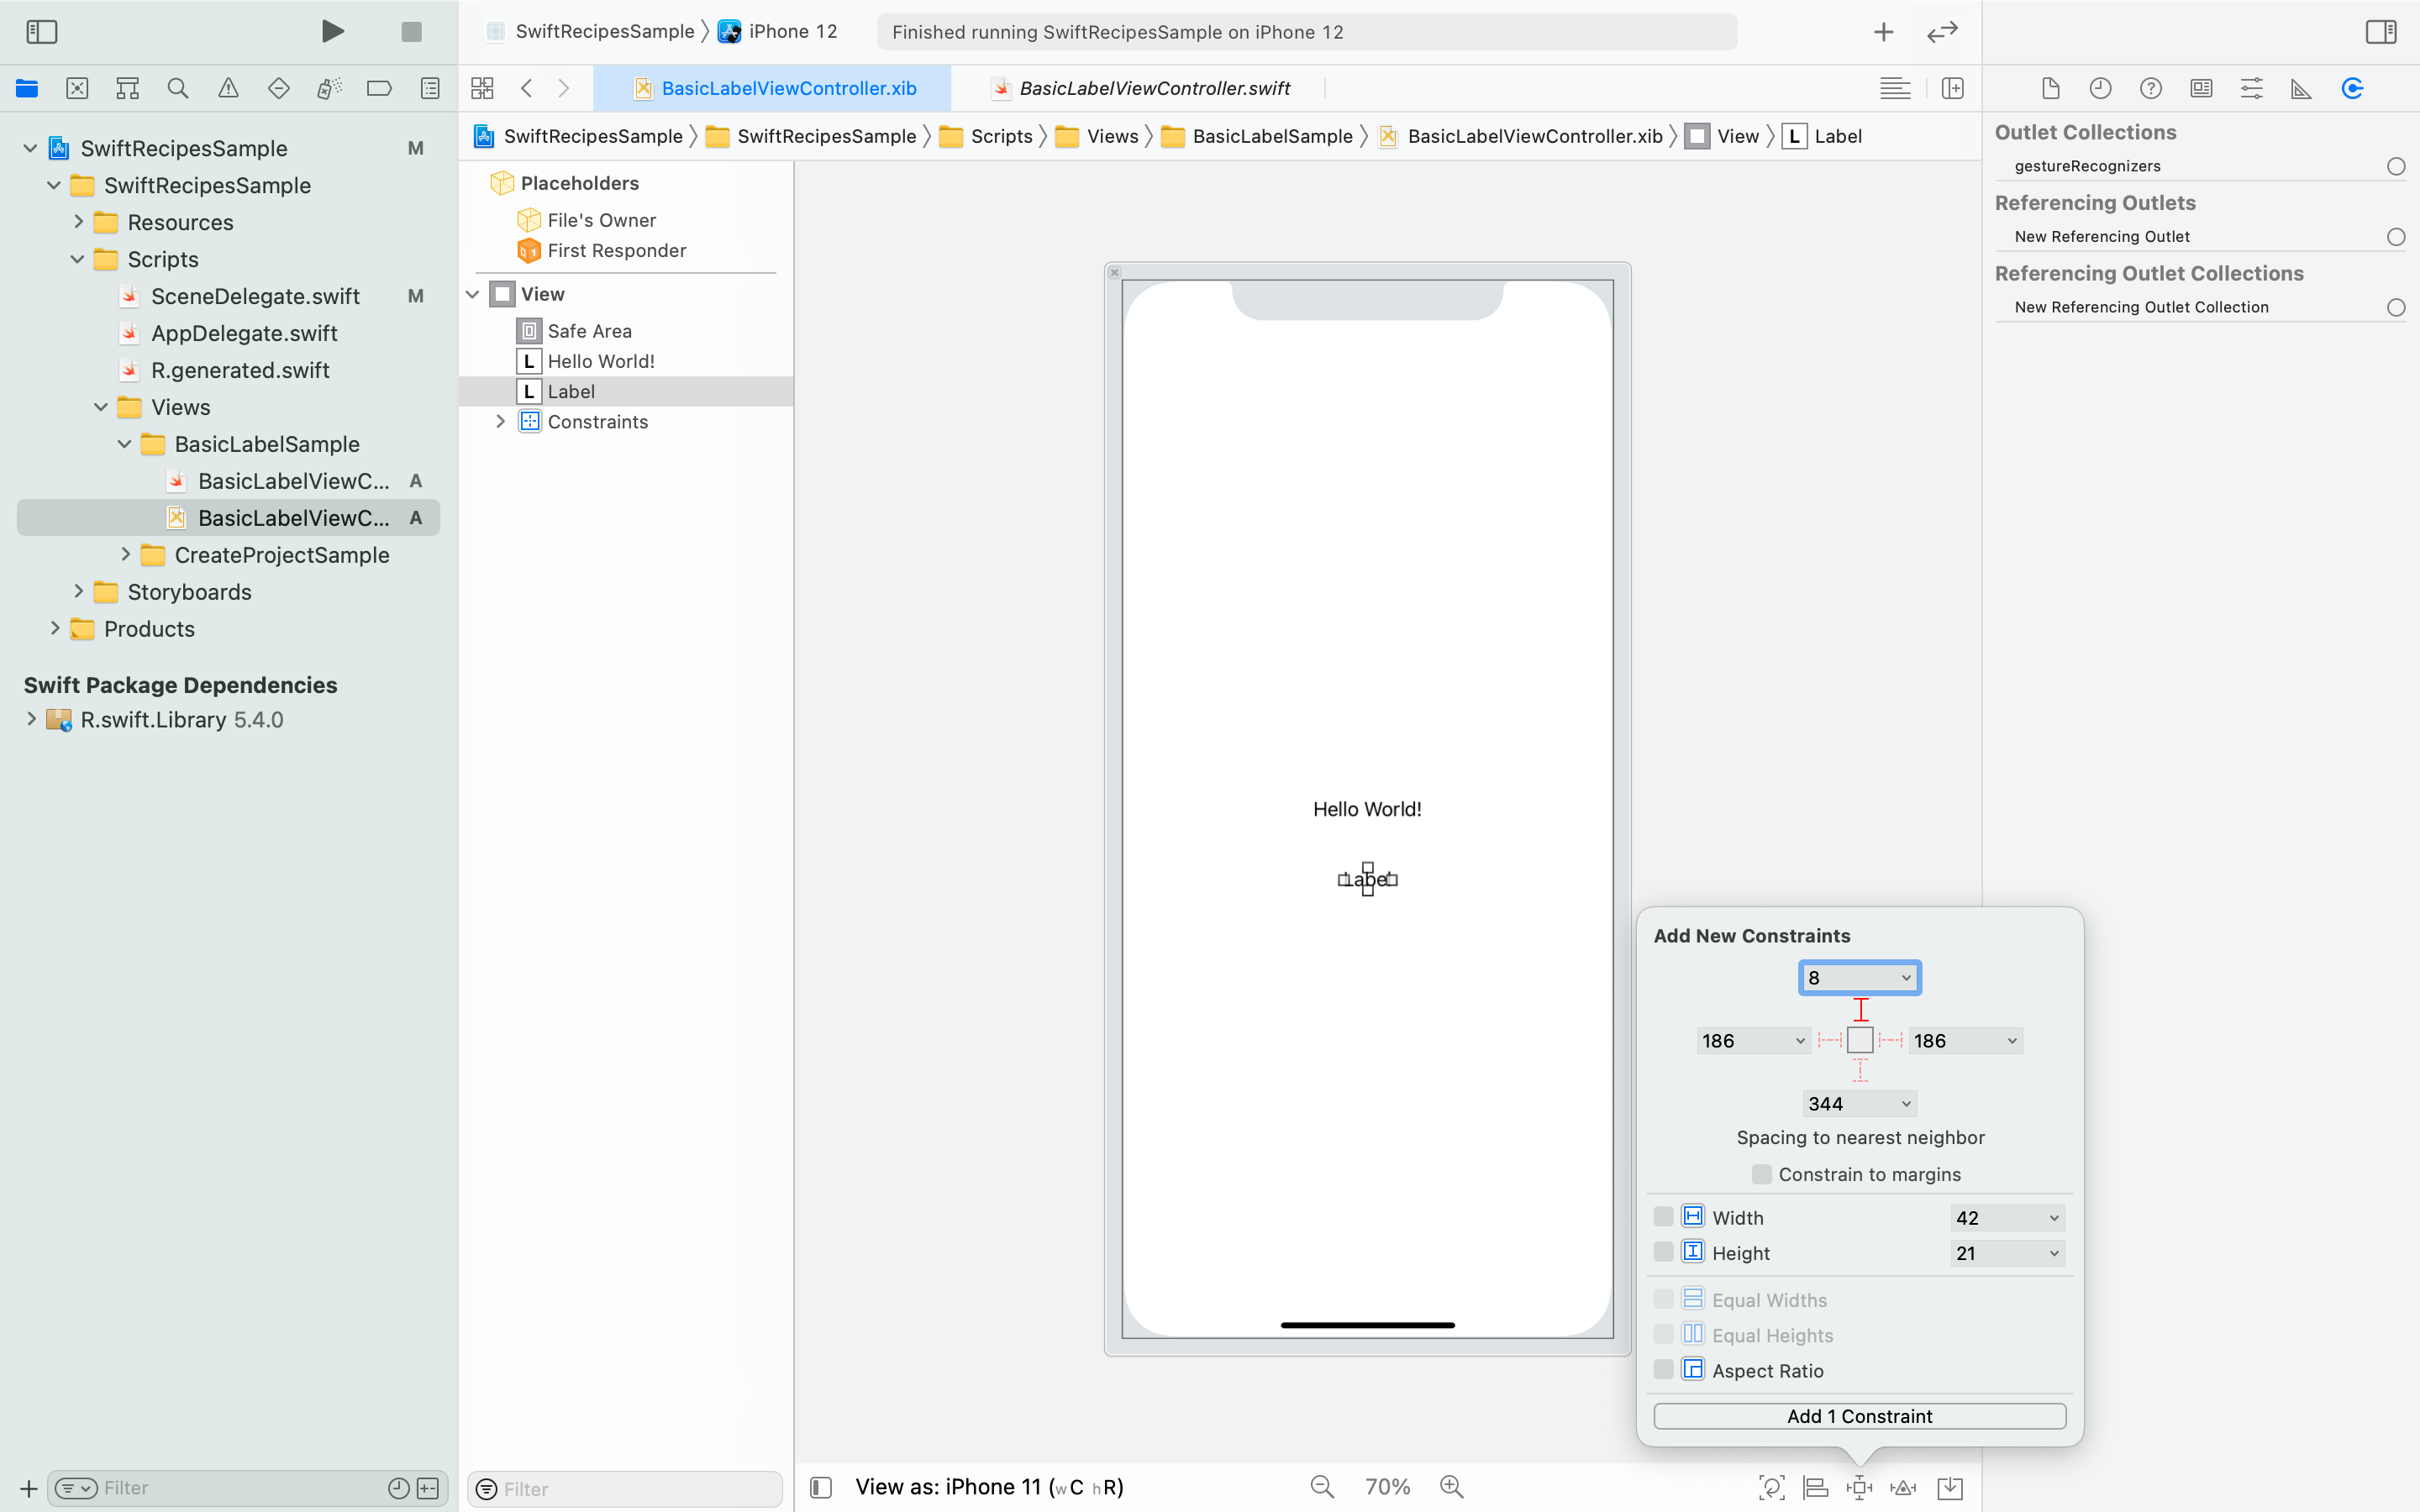 SwiftRecipesSample
iPhone 12
Finished running SwiftRecipesSample on iPhone 12
BasicLabelViewController.xib
BasicLabelViewController.swift
SwiftRecipesSample
SwiftRecipesSample
Scripts
Views
BasicLabelSample
BasicLabelViewController.xib
View
L Label
SwiftRecipesSample M
SwiftRecipesSample
Resources
Scripts
SceneDelegate.swift M
AppDelegate.swift
R.generated.swift
Views
BasicLabelSample
BasicLabelViewC... A
BasicLabelViewC... A
CreateProjectSample
Storyboards
Products
Swift Package Dependencies
R.swift.Library 5.4.0
Filter
Placeholders
File's Owner
First Responder
View
Safe Area
L Hello World!
L Label
Constraints
Filter
Hello World!
Label
View as: iPhone 11 (wC hR)
70%
Outlet Collections
gestureRecognizers
Referencing Outlets
New Referencing Outlet
Referencing Outlet Collections
New Referencing Outlet Collection
Add New Constraints
8
186
186
344
Spacing to nearest neighbor
Constrain to margins
Width 42
Height 21
Equal Widths
Equal Heights
Aspect Ratio
Add 1 Constraint